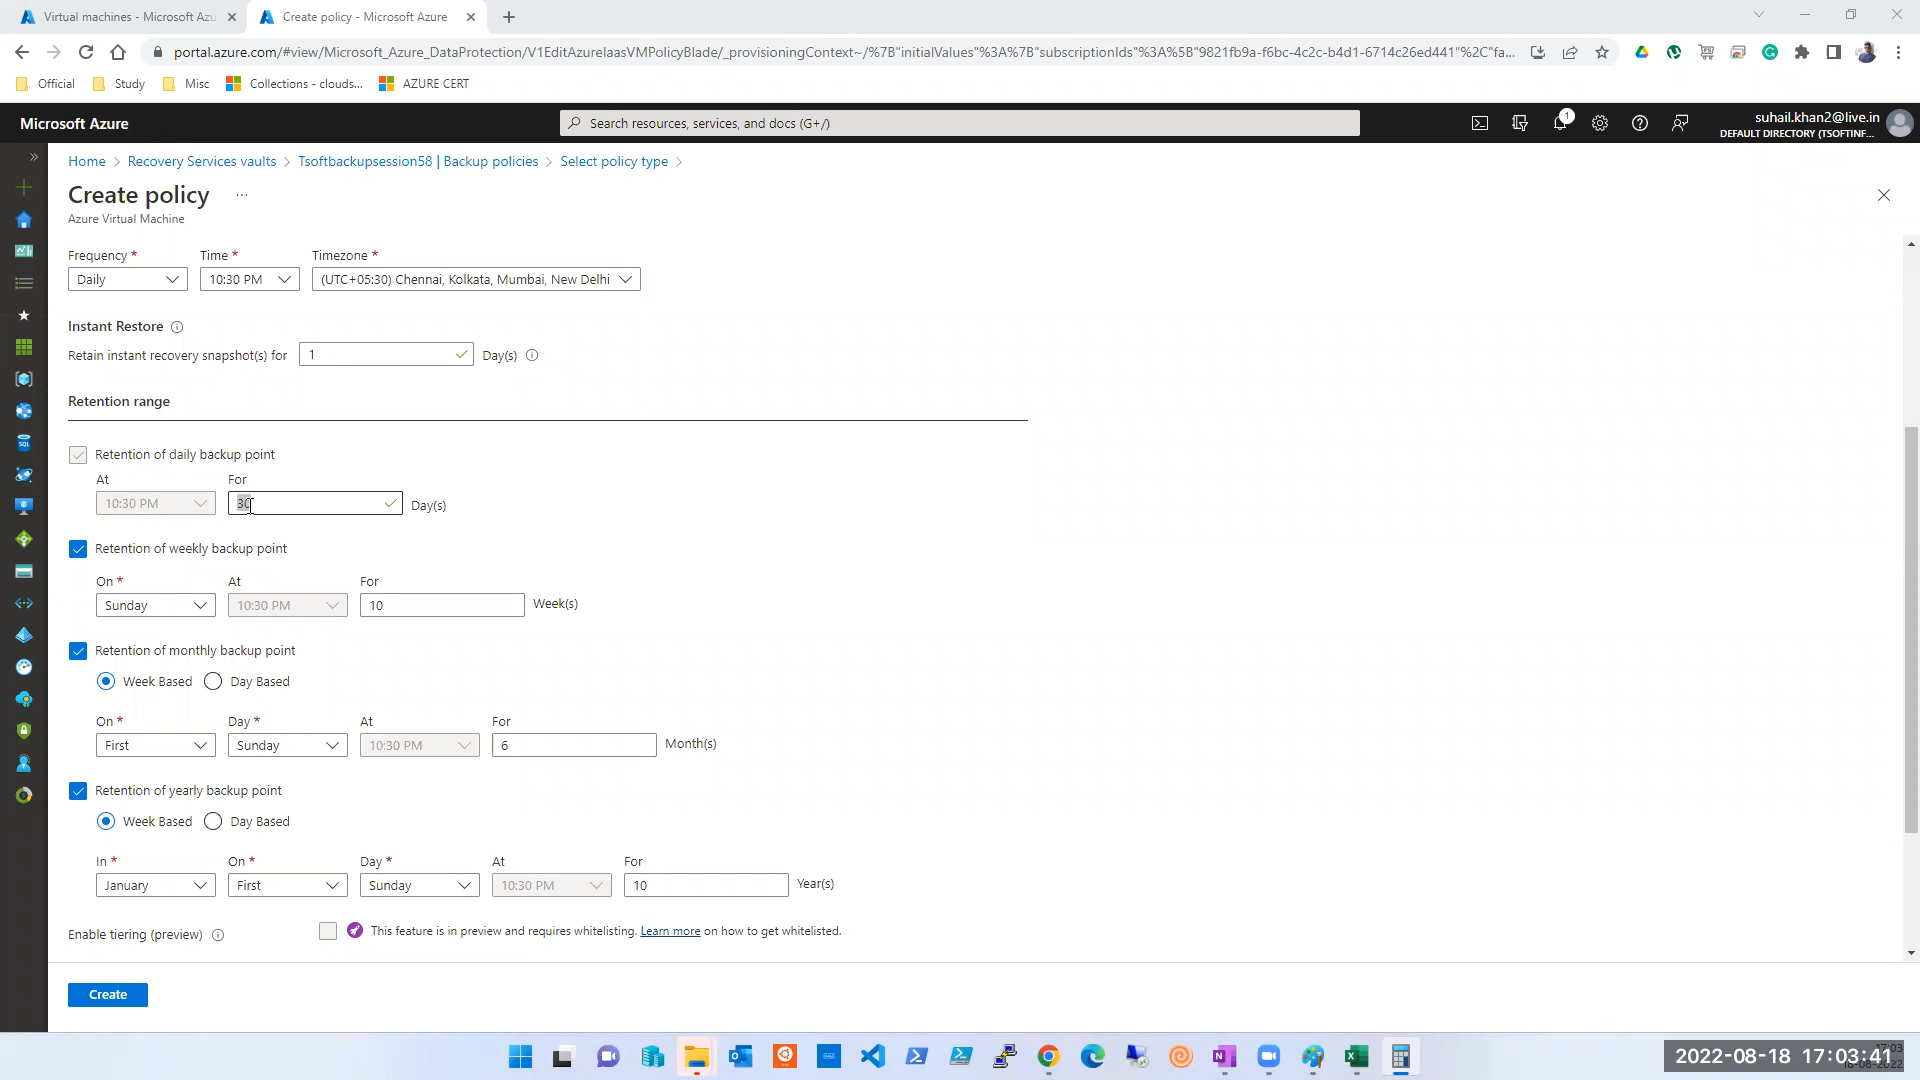 Virtual machines - Microsoft Azu
Create policy - Microsoft Azure
portal.azure.com/#view/Microsoft_Azure_DataProtection/V1EditAzureIaasVMPolicyBlade/_provisioningContext~/%7B"initialValues"%3A%7B"subscriptionIds"%3A%5B"9821fb9a-f6bc-4c2c-b4d1-6714c26ed441"%2C"fa...
Official
Study
Misc
Collections - clouds...
AZURE CERT
Microsoft Azure
Search resources, services, and docs (G+/)
1
suhail.khan2@live.in
DEFAULT DIRECTORY (TSOFTINF...
Home > Recovery Services vaults > Tsoftbackupsession58 | Backup policies > Select policy type >
Create policy ...
Azure Virtual Machine
Frequency * Time * Timezone *
Daily 10:30 PM (UTC+05:30) Chennai, Kolkata, Mumbai, New Delhi
Instant Restore
Retain instant recovery snapshot(s) for 1 Day(s)
Retention range
Retention of daily backup point
At For
10:30 PM 30 Day(s)
Retention of weekly backup point
On * At For
Sunday 10:30 PM 10 Week(s)
Retention of monthly backup point
Week Based Day Based
On * Day * At For
First Sunday 10:30 PM 6 Month(s)
Retention of yearly backup point
Week Based Day Based
In * On * Day * At For
January First Sunday 10:30 PM 10 Year(s)
Enable tiering (preview) This feature is in preview and requires whitelisting. Learn more on how to get whitelisted.
Create
2022-08-18 17:03:41